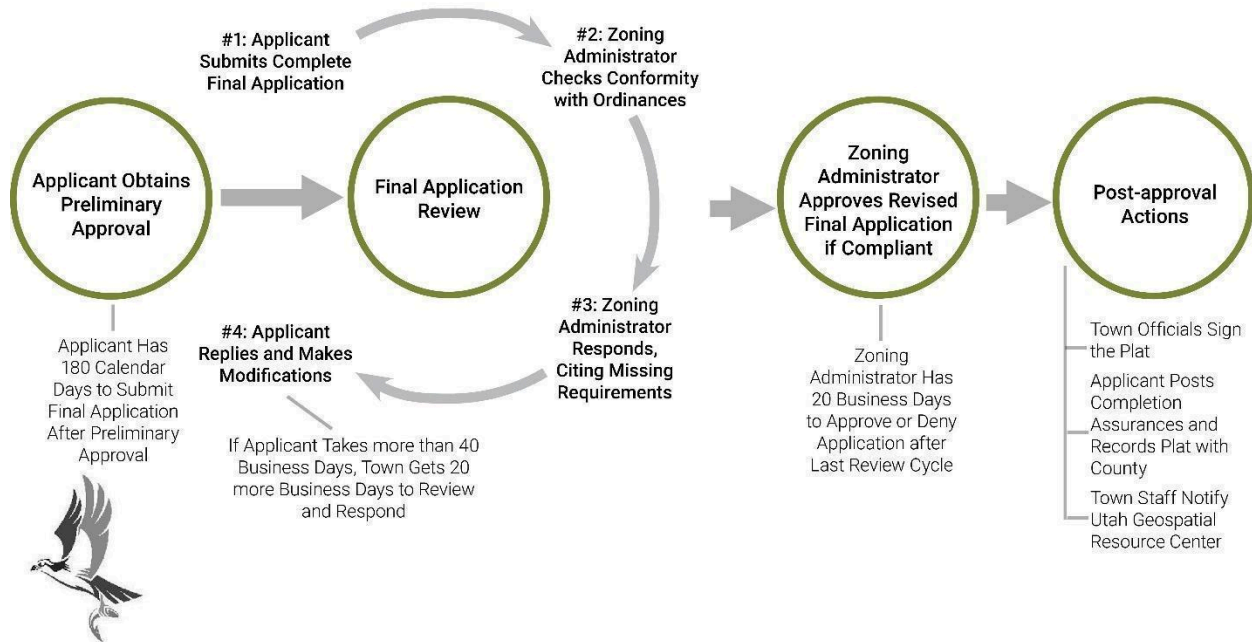 #1: Applicant
Submits Complete
Final Application
#2: Zoning
Administrator
Checks Conformity
with Ordinances
Applicant Obtains
Preliminary
Approval
Final Application
Review
Zoning
Administrator
Approves Revised
Final Application
if Compliant
Post-approval
Actions
#3: Zoning
Administrator
Responds,
Citing Missing
Requirements
#4: Applicant
Replies and Makes
Modifications
Applicant Has
180 Calendar
Days to Submit
Final Application
After Preliminary
Approval
If Applicant Takes more than 40
Business Days, Town Gets 20
more Business Days to Review
and Respond
Zoning
Administrator Has
20 Business Days
to Approve or Deny
Application after
Last Review Cycle
Town Officials Sign
the Plat
Applicant Posts
Completion
Assurances and
Records Plat with
County
Town Staff Notify
Utah Geospatial
Resource Center